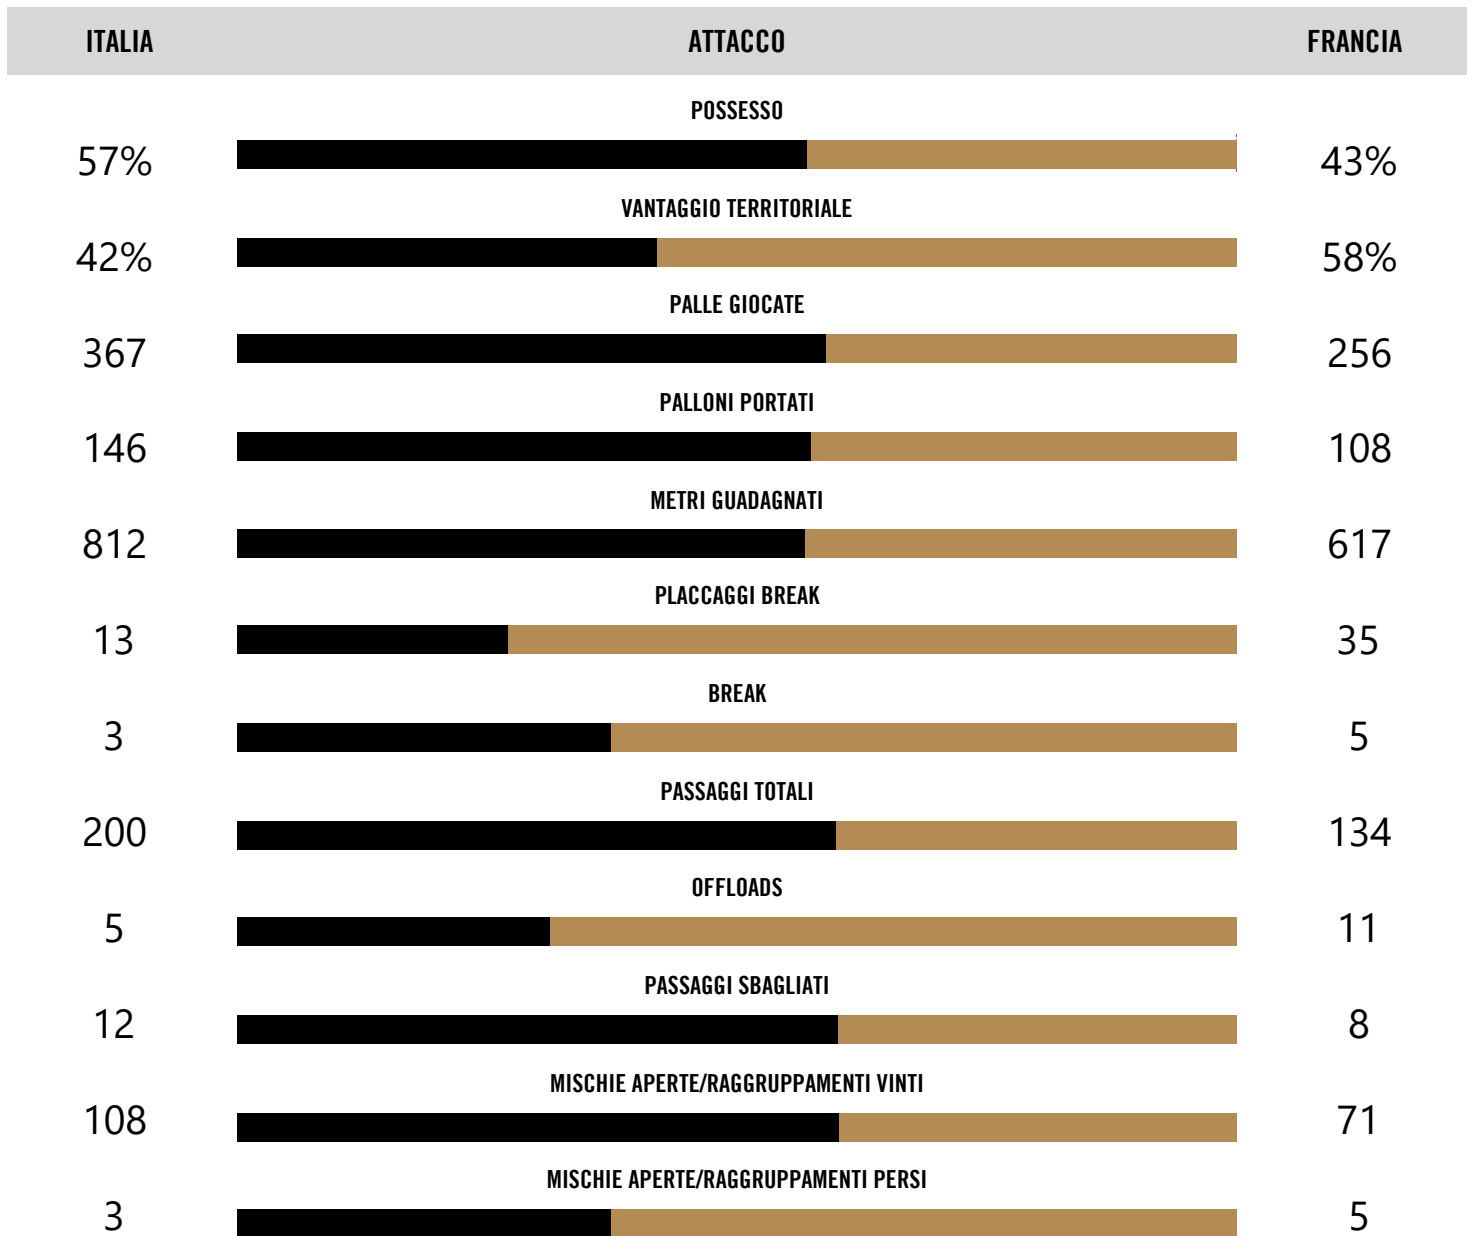 ITALIA ATTACCO FRANCIA
POSSESSO
57% 43%
VANTAGGIO TERRITORIALE
42% 58%
PALLE GIOCATE
367 256
PALLONI PORTATI
146 108
METRI GUADAGNATI
812 617
PLACCAGGI BREAK
13 35
BREAK
3 5
PASSAGGI TOTALI
200 134
OFFLOADS
5 11
PASSAGGI SBAGLIATI
12 8
MISCHIE APERTE/RAGGRUPPAMENTI VINTI
108 71
MISCHIE APERTE/RAGGRUPPAMENTI PERSI
3 5